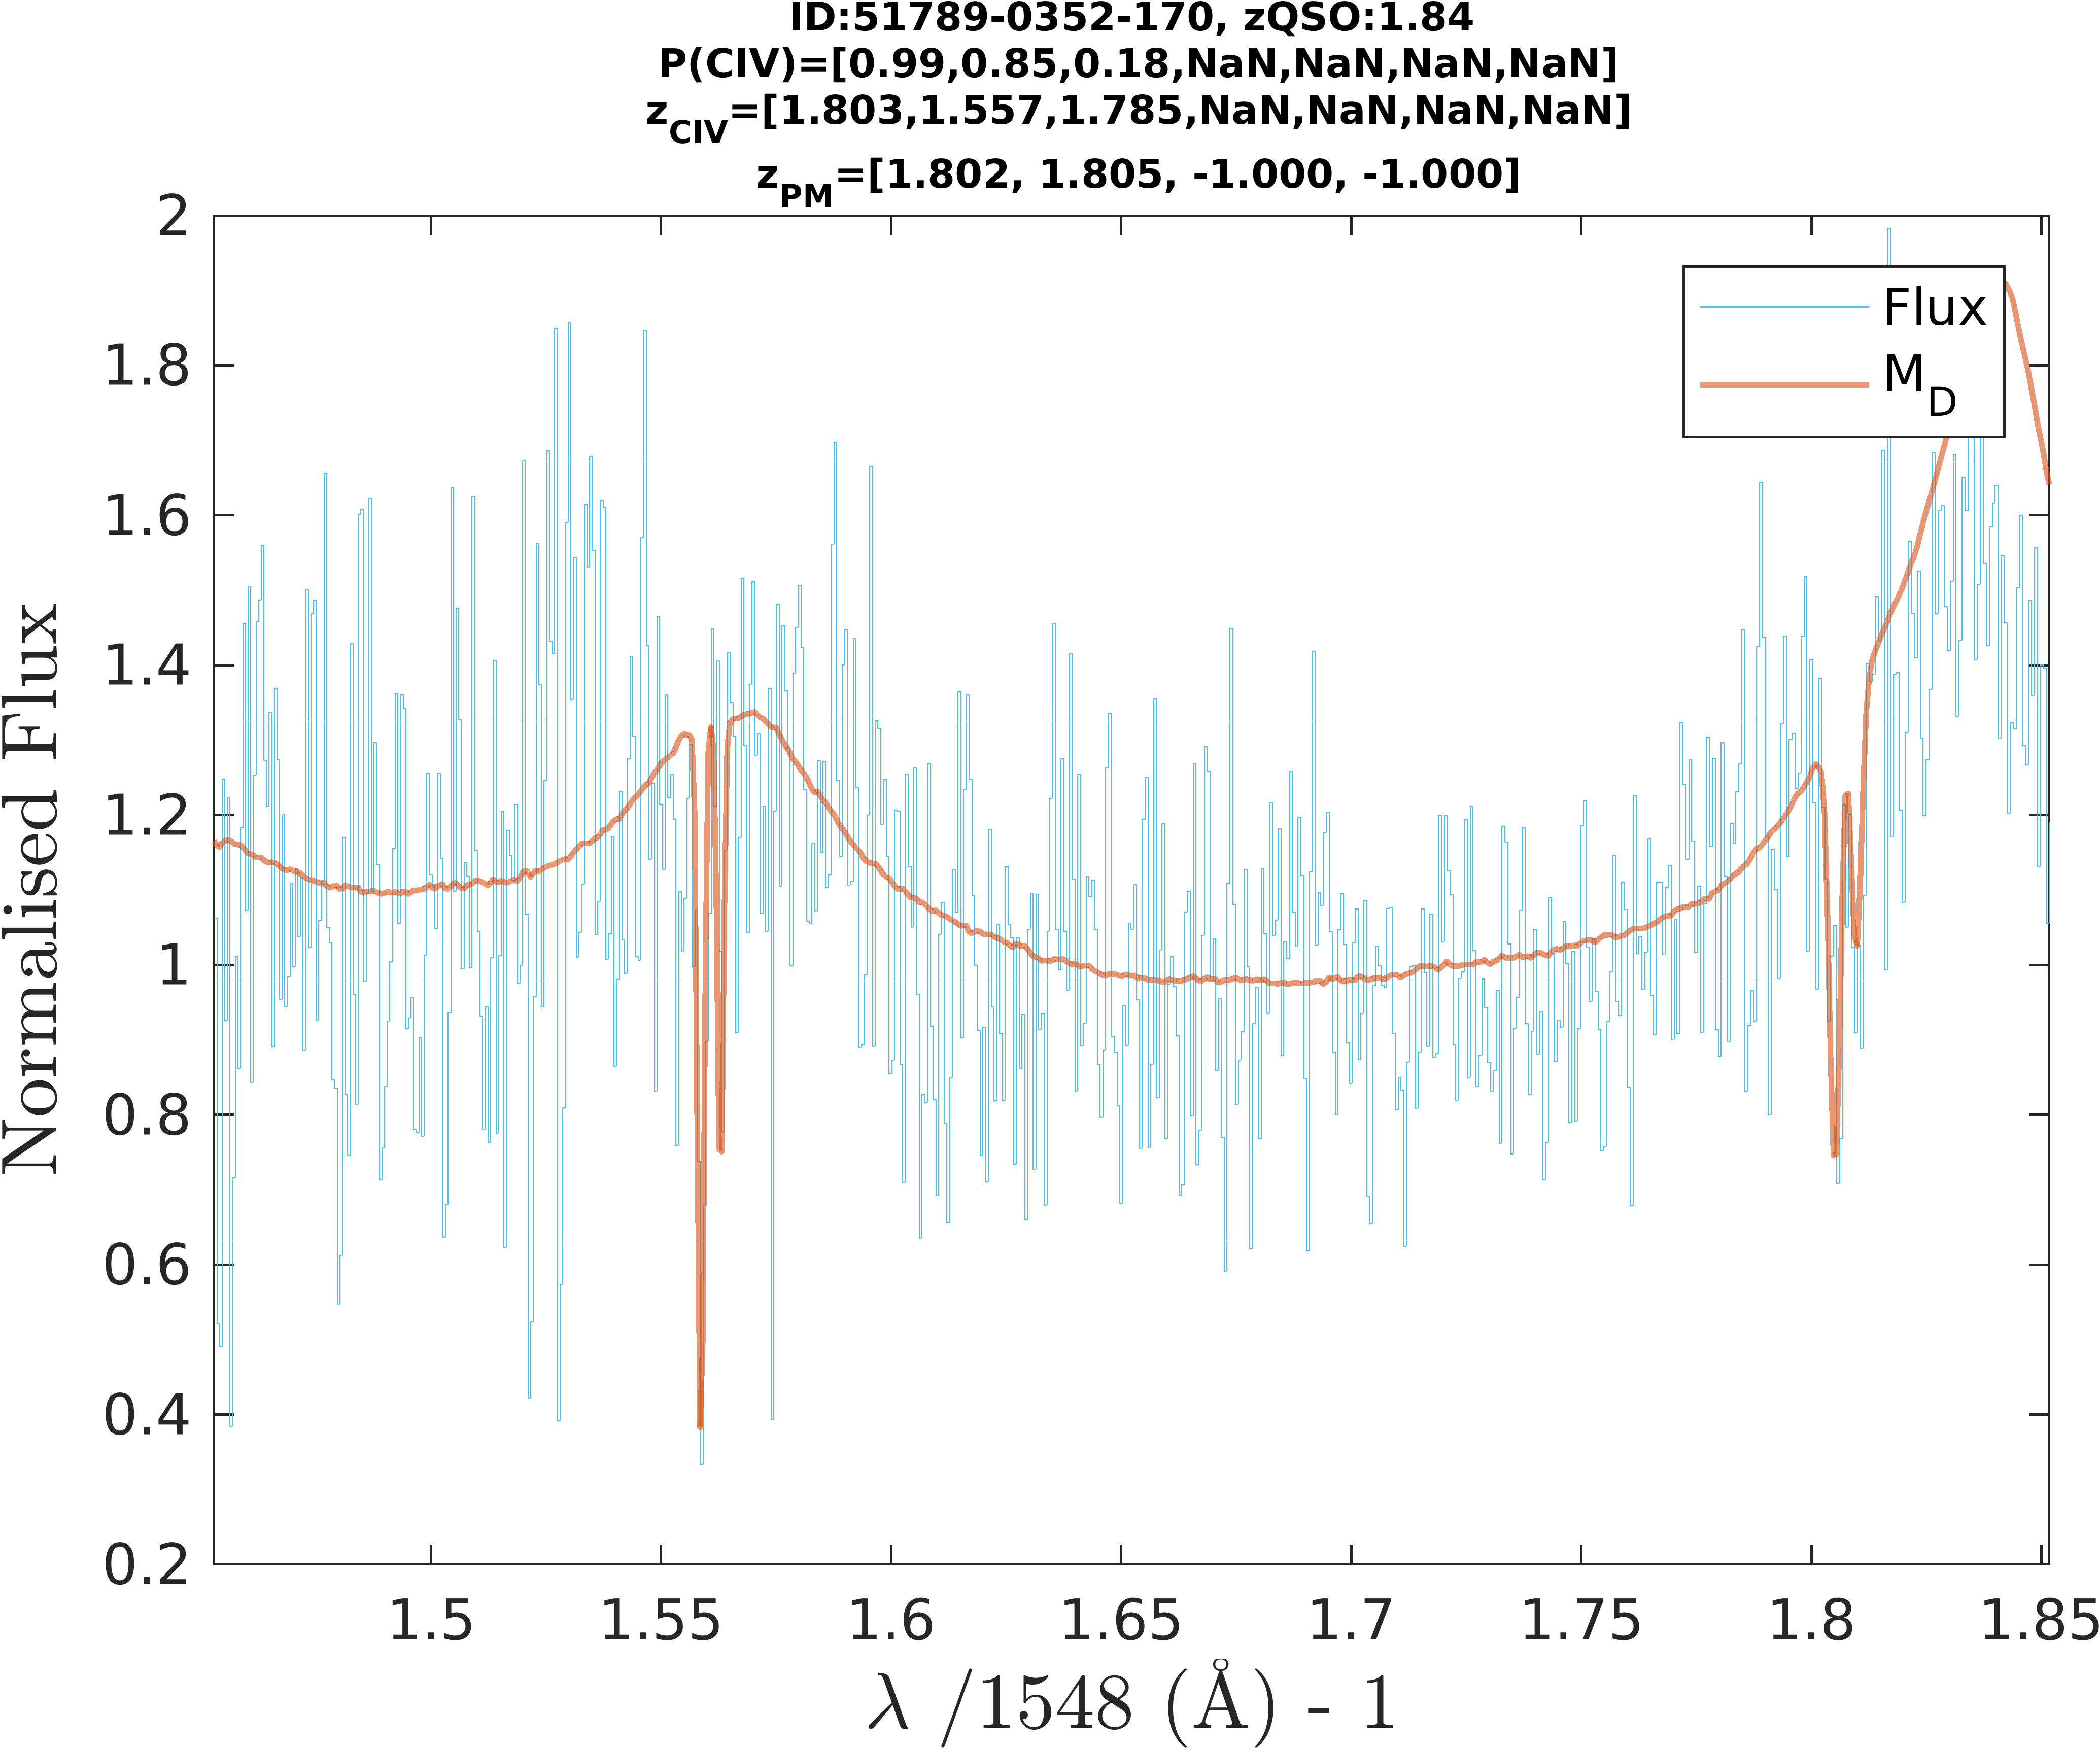 ID:51789-0352-170, zQSO:1.84
P(CIV)=[0.99,0.85,0.18,NaN,NaN,NaN,NaN]
zCIV=[1.803,1.557,1.785,NaN,NaN,NaN,NaN]
zPM=[1.802, 1.805, -1.000, -1.000]
2
1.8
1.6
1.4
1.2
1
0.8
0.6
0.4
0.2
Normalised Flux
Flux
MD
1.5 1.55 1.6 1.65 1.7 1.75 1.8 1.85
λ /1548 (Å) - 1